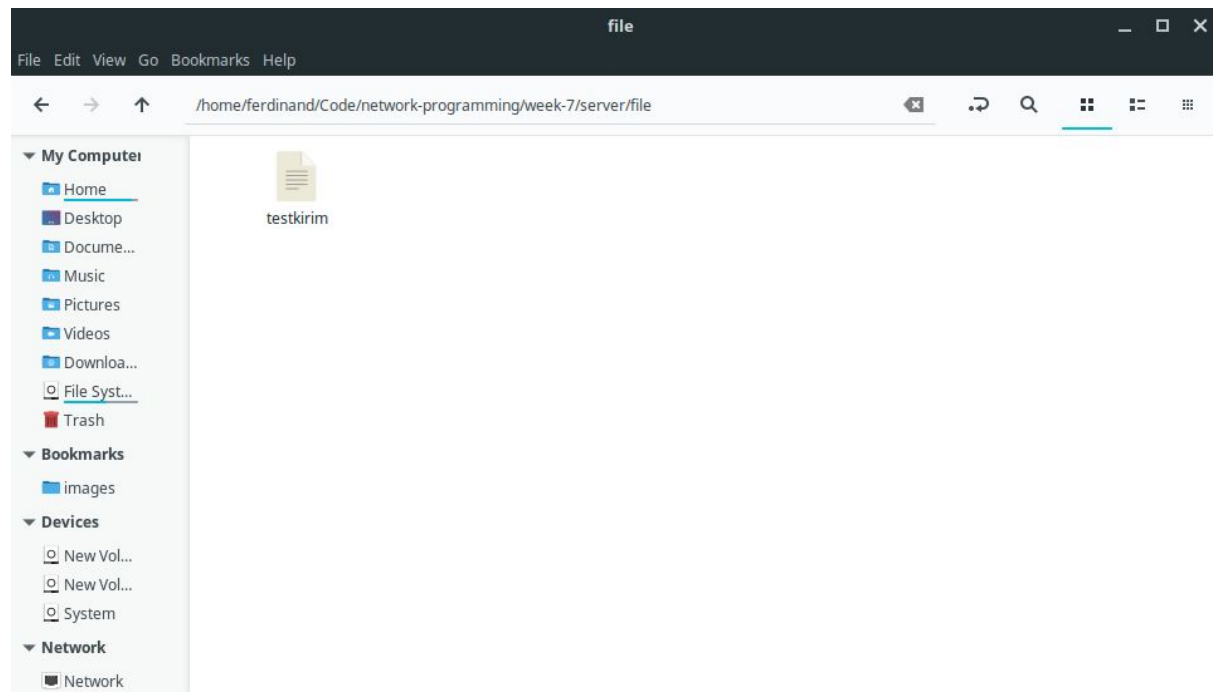 file
File Edit View Go Bookmarks Help
/home/ferdinand/Code/network-programming/week-7/server/file
My Computer
Home
Desktop
Docume...
Music
Pictures
Videos
Downloa...
File Syst...
Trash
Bookmarks
images
Devices
New Vol...
New Vol...
System
Network
Network
testkirim